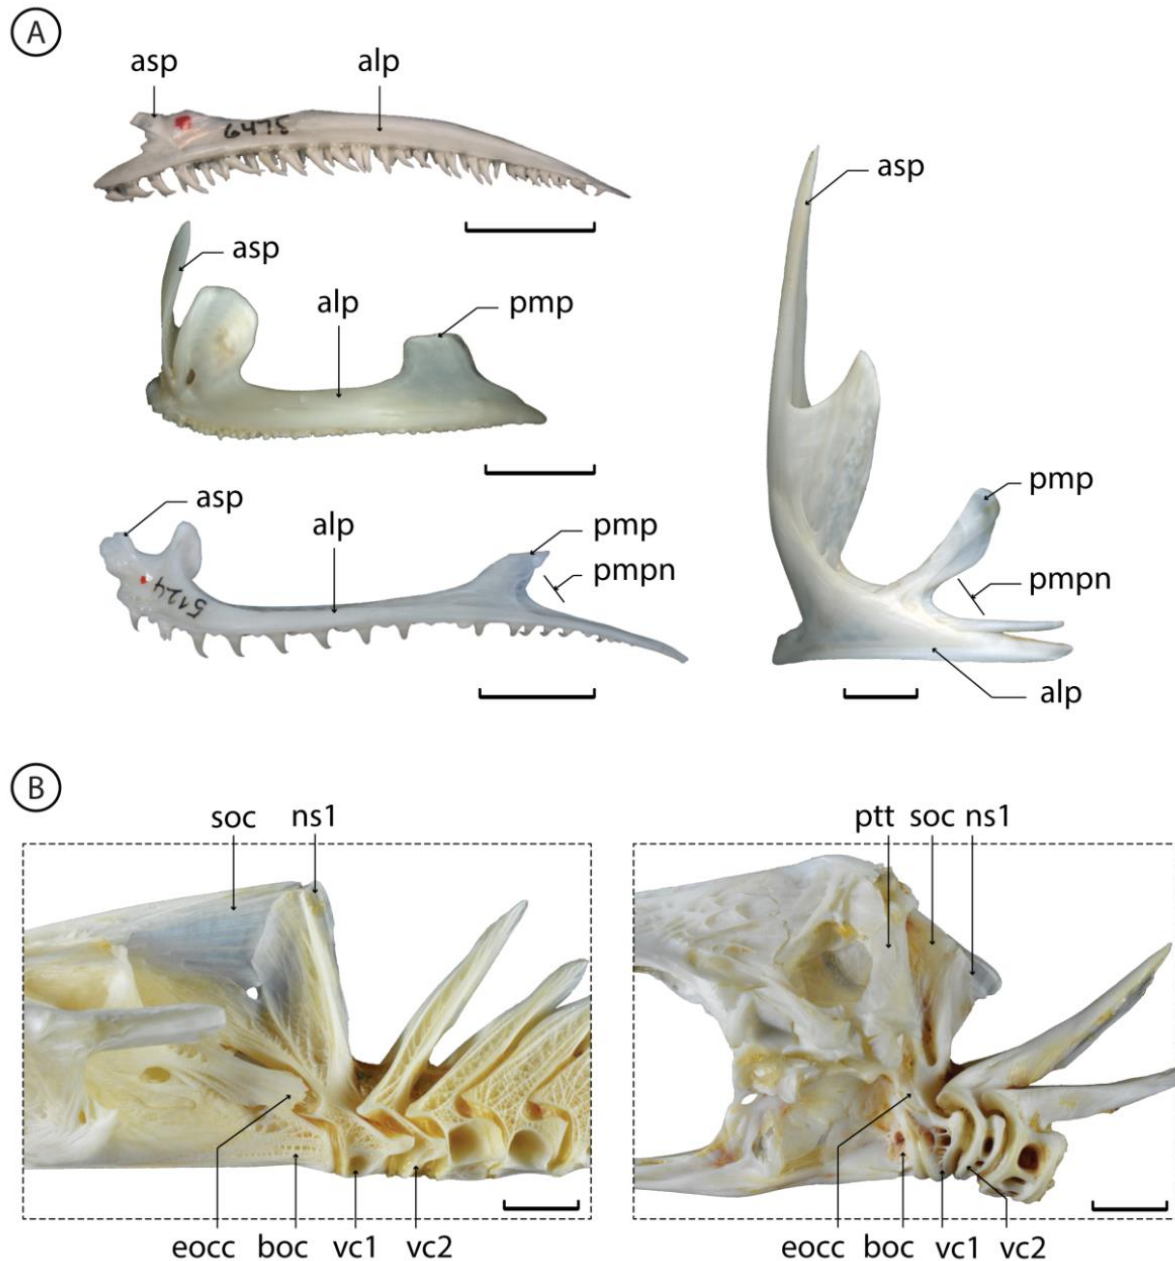 A
asp alp
6475
asp
asp
alp pmp
asp alp pmp
pmpn
5124
pmp
pmpn
alp
B
soc ns1
ptt soc ns1
eocc boc vc1 vc2
eocc boc vc1 vc2